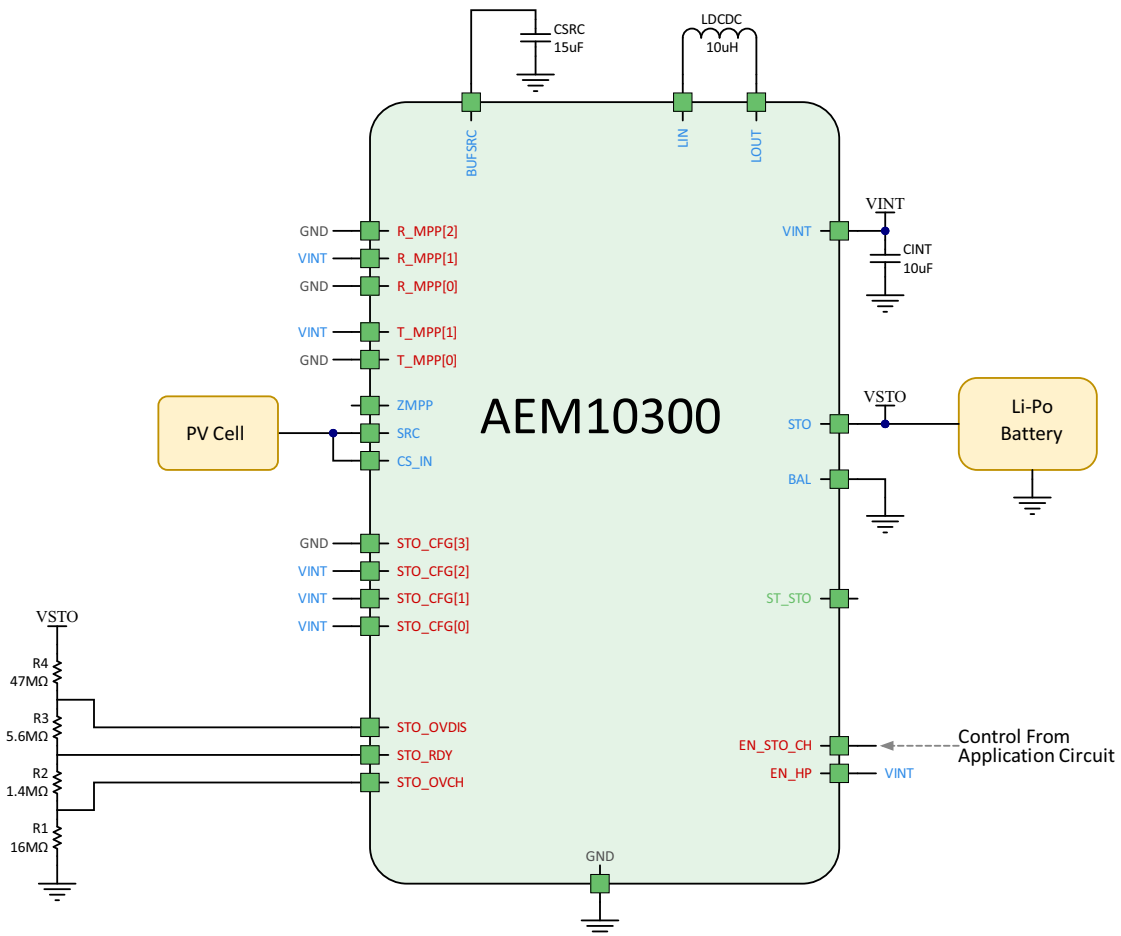 CSRC
15uF
LDCDC
10uH
BUFSRC
LIN
LOUT
GND
R_MPP[2]
VINT
R_MPP[1]
GND
R_MPP[0]
VINT
T_MPP[1]
GND
T_MPP[0]
ZMPP
PV Cell
SRC
CS_IN
AEM10300
VINT
VINT
CINT
10uF
VSTO
STO
Li-Po
Battery
BAL
GND
STO_CFG[3]
VINT
STO_CFG[2]
VINT
STO_CFG[1]
VINT
STO_CFG[0]
ST_STO
VSTO
R4
47MΩ
R3
5.6MΩ
R2
1.4MΩ
R1
16MΩ
STO_OVDIS
STO_RDY
STO_OVCH
EN_STO_CH
Control From
Application Circuit
EN_HP
VINT
GND